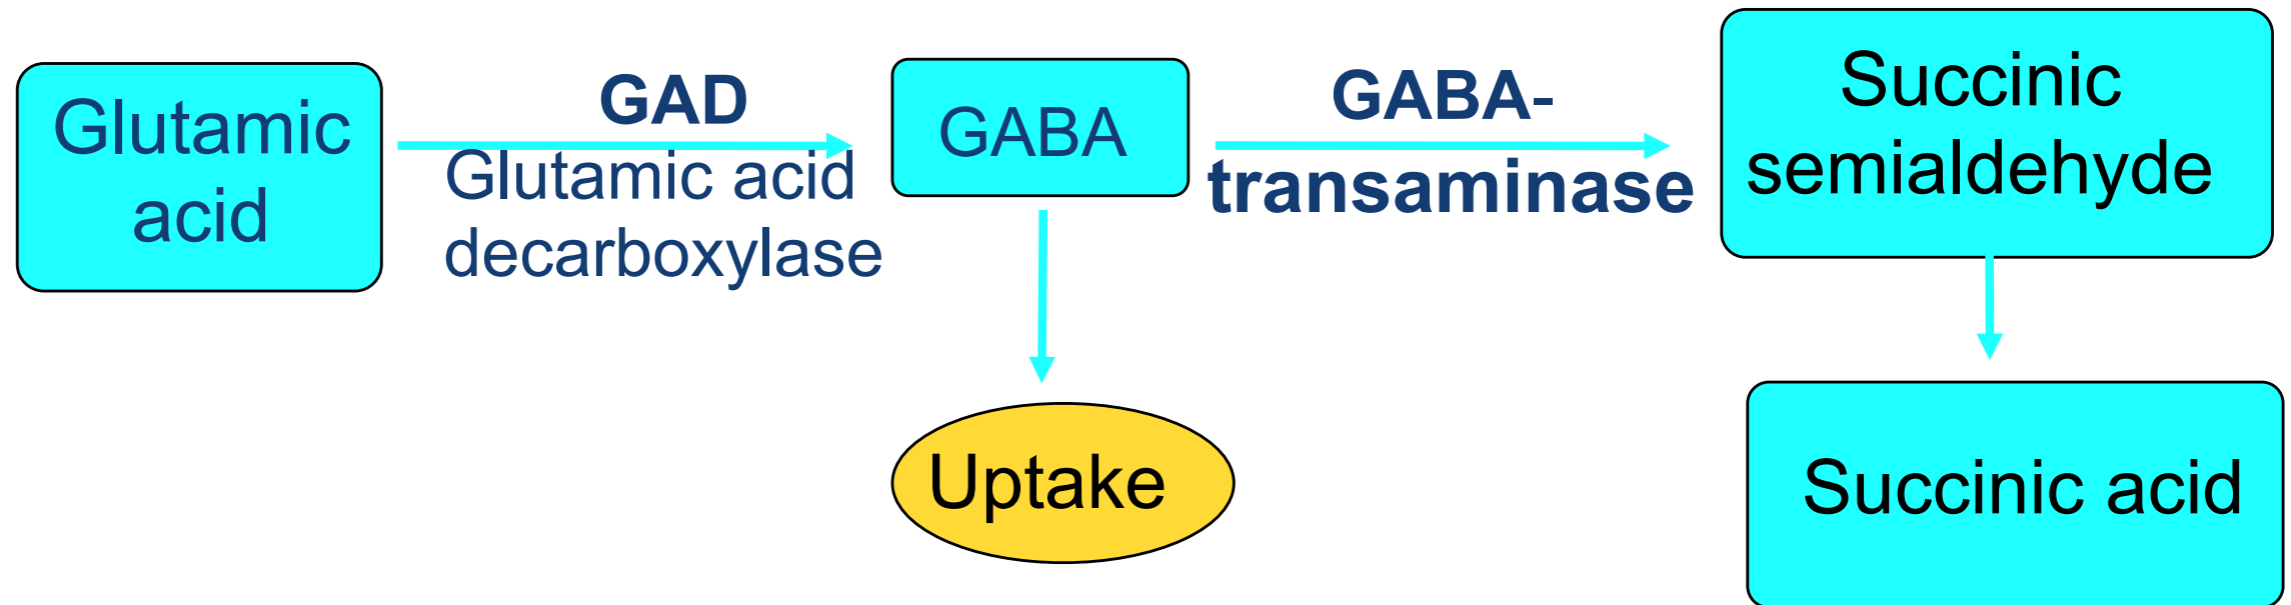 Glutamic
acid
GAD
Glutamic acid
decarboxylase
GABA
GABA-
transaminase
Succinic
semialdehyde
Uptake
Succinic acid